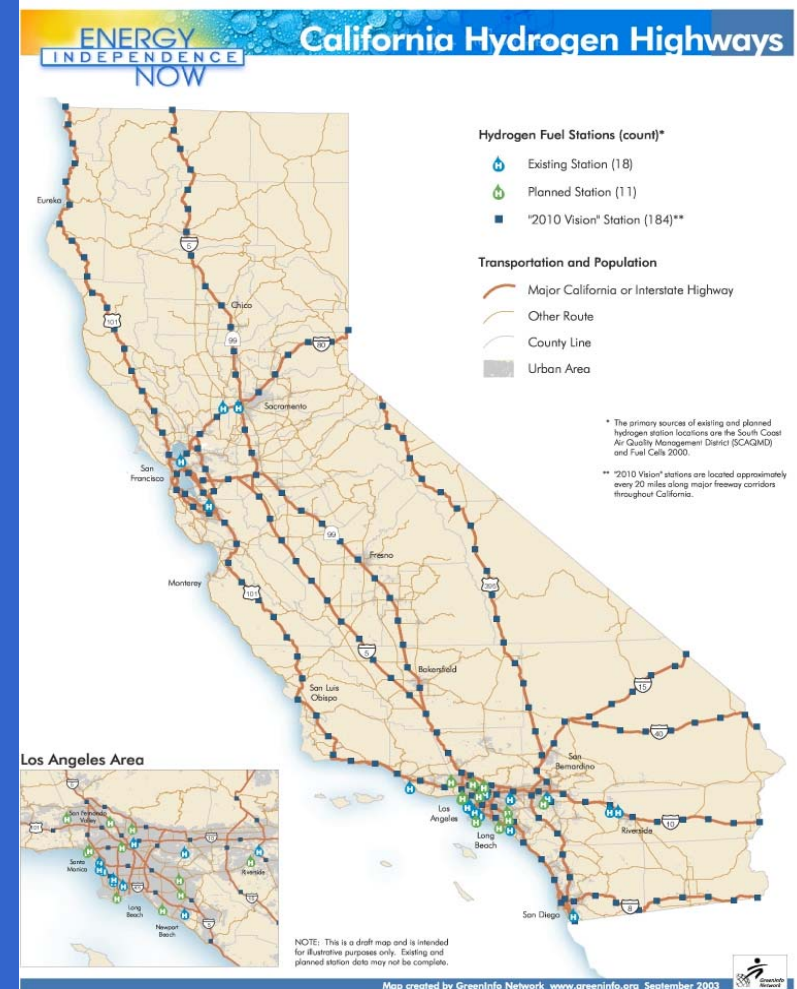 ENERGY
INDEPENDENCE
NOW
California Hydrogen Highways
Hydrogen Fuel Stations (count)*
Existing Station (18)
Planned Station (11)
"2010 Vision" Station (184)**
Transportation and Population
Major California or Interstate Highway
Other Route
County Line
Urban Area
* The primary sources of existing and planned
hydrogen station locations are the South Coast
Air Quality Management District (SCAQMD)
and Fuel Cells 2000.
** "2010 Vision" stations are located approximately
every 20 miles along major freeway corridors
throughout California.
Eureka
5
Chico
101
99
80
Sacramento
San
Francisco
99
Fresno
Monterey
101
395
5
Bakersfield
15
San Luis
Obispo
40
San
Bernardino
Los
Angeles
Long
Beach
Riverside
10
San Diego
8
Los Angeles Area
San Fernando
Valley
Santa
Monica
Riverside
Long
Beach
Newport
Beach
NOTE: This is a draft map and is intended
for illustrative purposes only. Existing and
planned station data may not be complete.
Map created by GreenInfo Network www.greeninfo.org September 2003
GreenInfo
Network